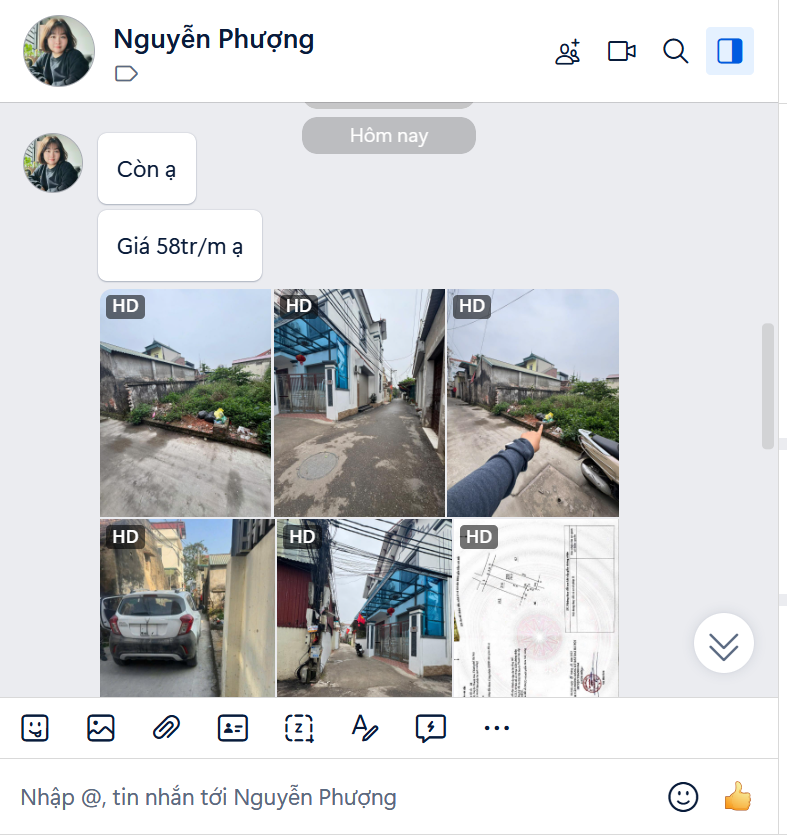 Nguyễn Phượng
Hôm nay
Còn ạ
Giá 58tr/m ạ
HD
HD
HD
HD
HD
HD
Nhập @, tin nhắn tới Nguyễn Phượng